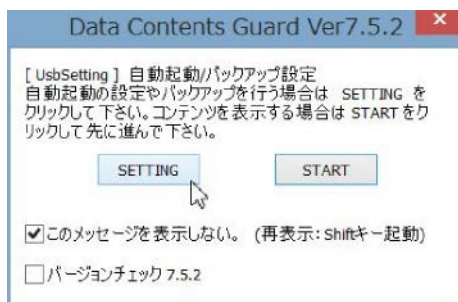 Data Contents Guard Ver7.5.2
[ UsbSetting ] 自動起動/バックアップ設定
自動起動の設定やバックアップを行う場合は SETTING を
クリックして下さい。コンテンツを表示する場合は START をク
リックして先に進んで下さい。
SETTING START
このメッセージを表示しない。 (再表示：Shiftキー起動)
バージョンチェック 7.5.2